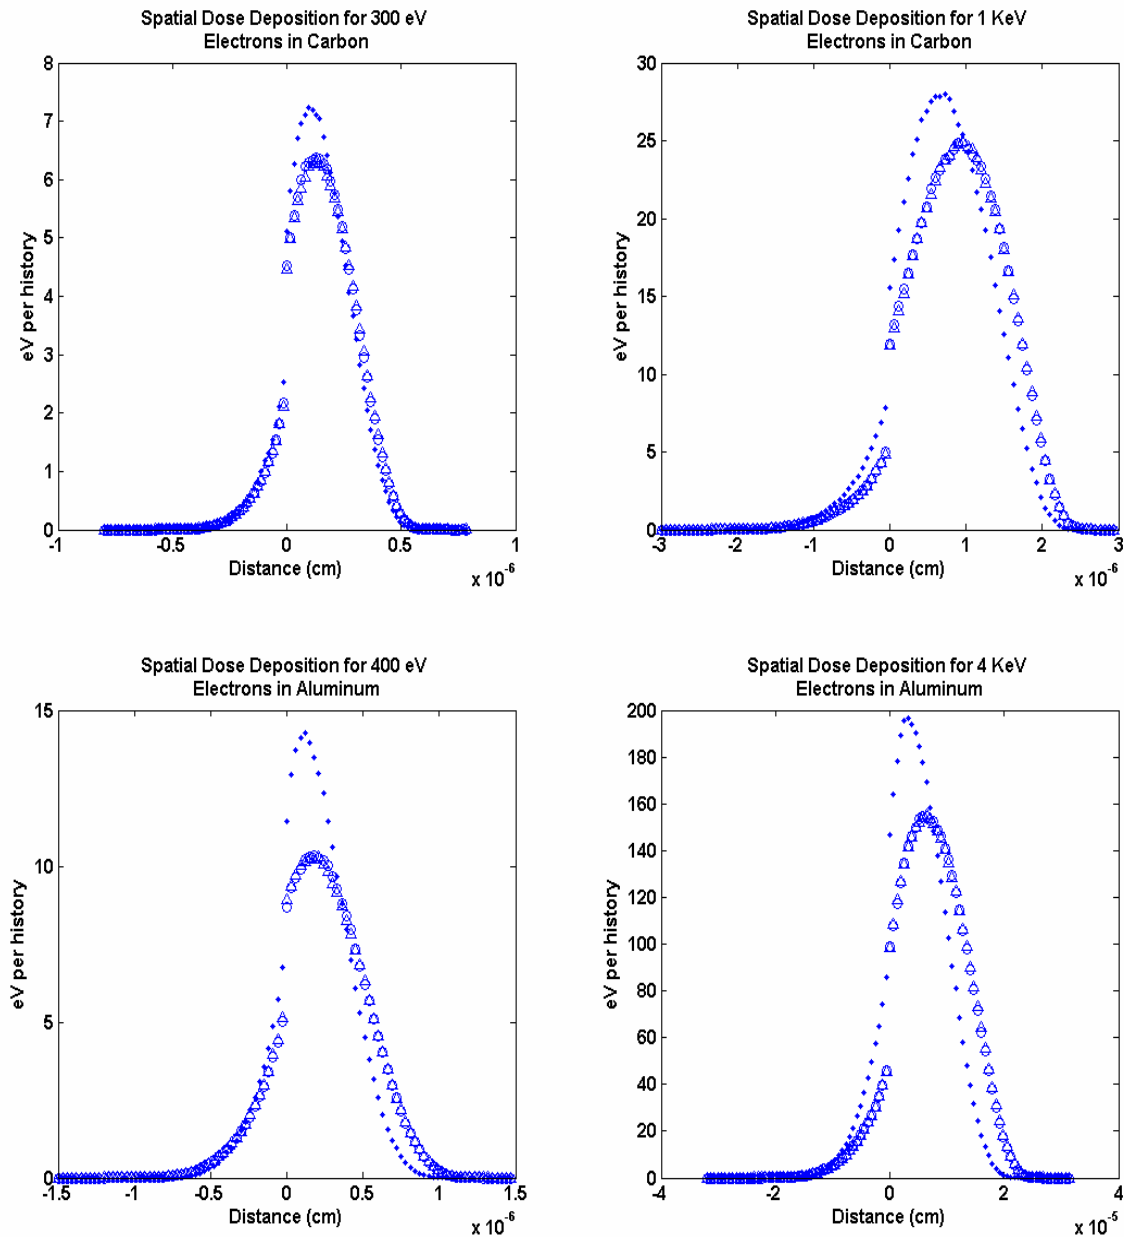 Spatial Dose Deposition for 300 eV
Electrons in Carbon
8
7
6
5
4
3
2
1
0
eV per history
-1
-0.5
0
0.5
1
Distance (cm)
x 10^-6
Spatial Dose Deposition for 1 KeV
Electrons in Carbon
30
25
20
15
10
5
0
eV per history
-3
-2
-1
0
1
2
3
Distance (cm)
x 10^-6
Spatial Dose Deposition for 400 eV
Electrons in Aluminum
15
10
5
0
eV per history
-1.5
-1
-0.5
0
0.5
1
1.5
Distance (cm)
x 10^-6
Spatial Dose Deposition for 4 KeV
Electrons in Aluminum
200
180
160
140
120
100
80
60
40
20
0
eV per history
-4
-2
0
2
4
Distance (cm)
x 10^-5